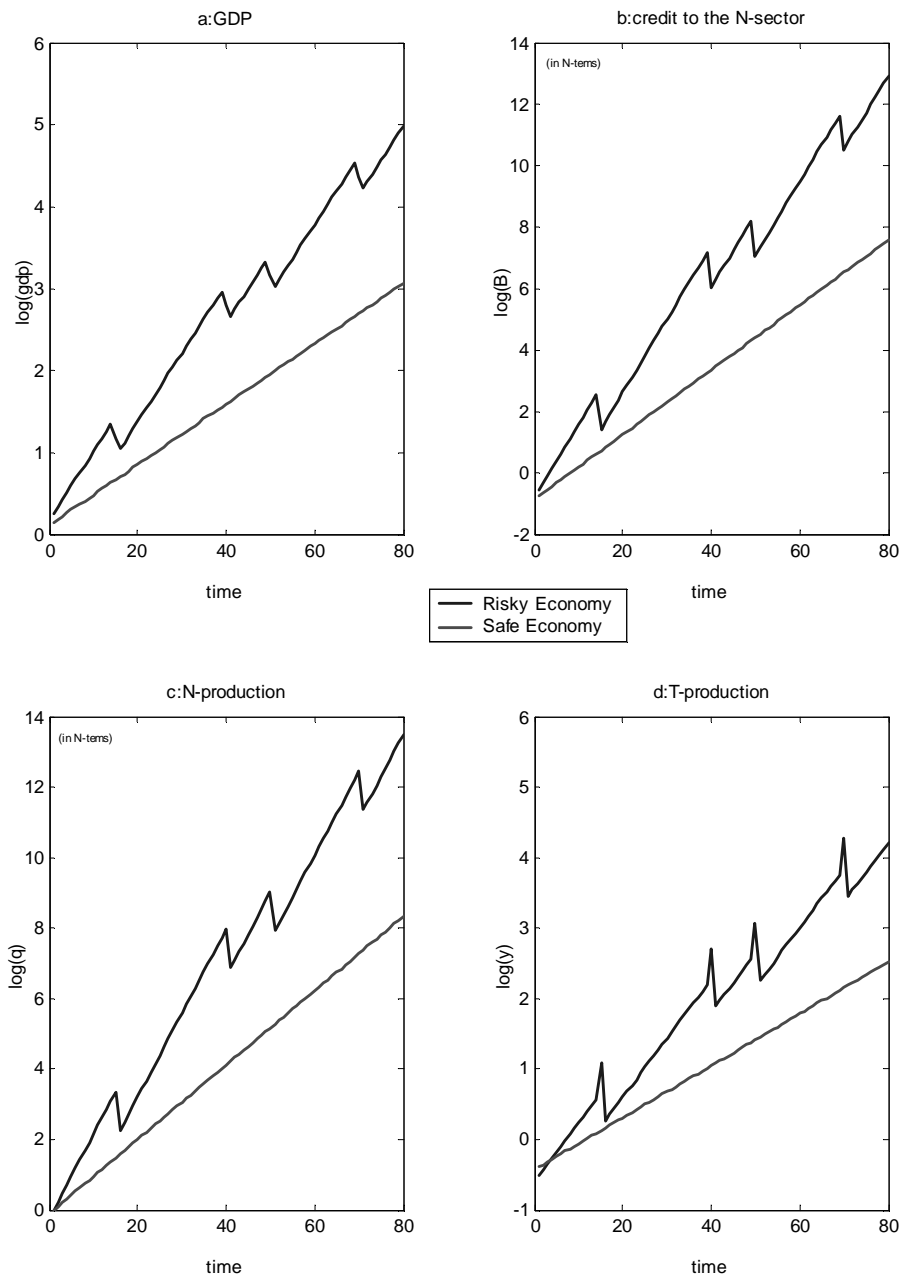 a:GDP
b:credit to the N-sector
6
5
4
3
2
1
0
log(gdp)
0 20 40 60 80
time
(in N-terms)
14
12
10
8
6
4
2
0
-2
log(B)
0 20 40 60 80
time
Risky Economy
Safe Economy
c:N-production
d:T-production
(in N-terms)
14
12
10
8
6
4
2
0
log(q)
0 20 40 60 80
time
6
5
4
3
2
1
0
-1
log(y)
0 20 40 60 80
time